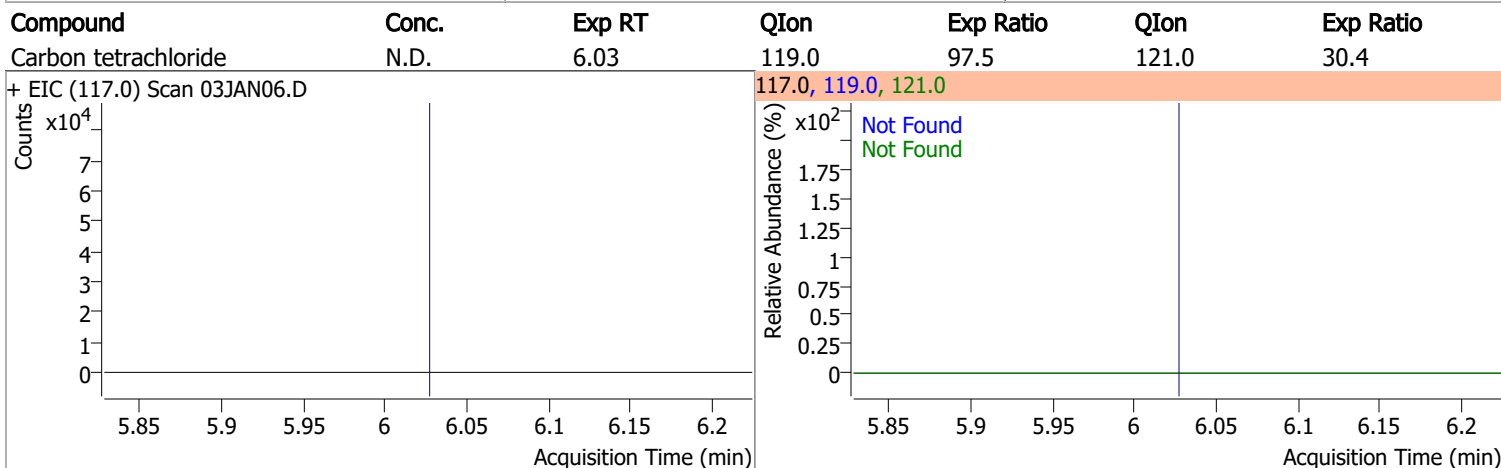 Compound Conc. Exp RT QIon Exp Ratio QIon Exp Ratio
Carbon tetrachloride N.D. 6.03 119.0 97.5 121.0 30.4
+ EIC (117.0) Scan 03JAN06.D
Counts
x10^4
7
6
5
4
3
2
1
0
5.85 5.9 5.95 6 6.05 6.1 6.15 6.2
Acquisition Time (min)
117.0, 119.0, 121.0
Relative Abundance (%)
x10^2
Not Found
Not Found
1.75
1.5
1.25
1
0.75
0.5
0.25
0
5.85 5.9 5.95 6 6.05 6.1 6.15 6.2
Acquisition Time (min)